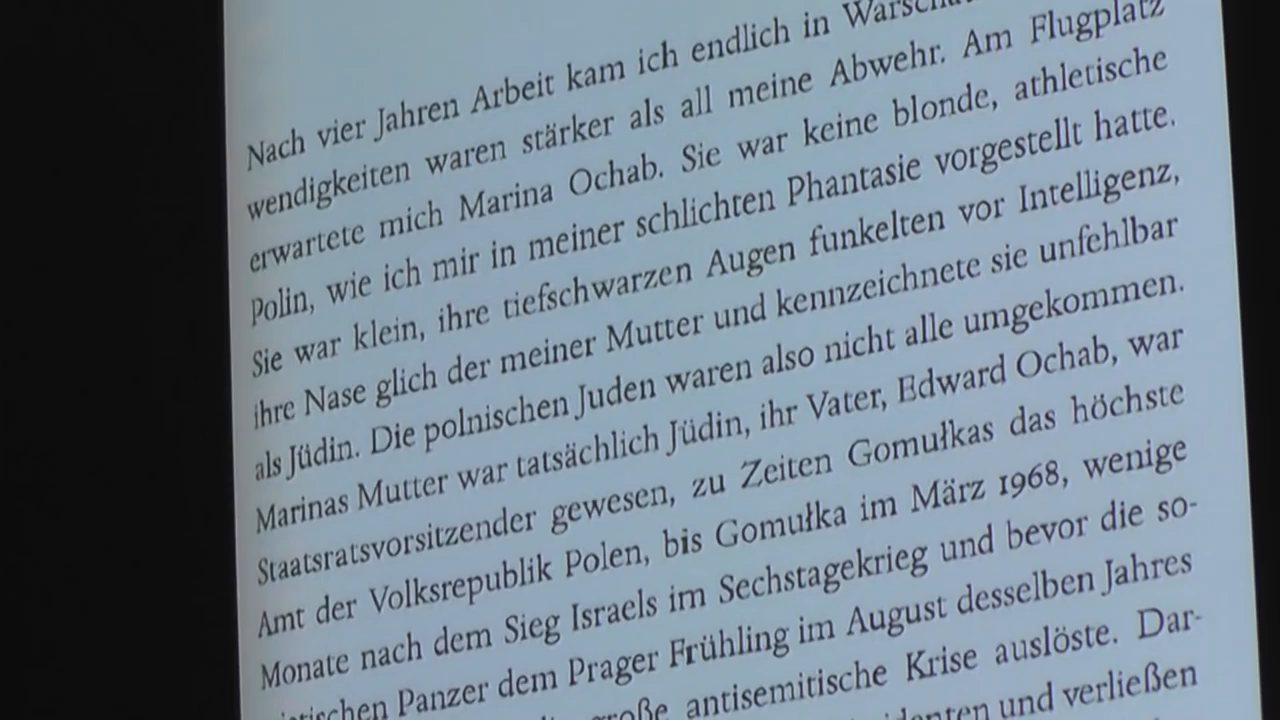 Nach vier Jahren Arbeit kam ich endlich in
wendigkeiten waren stärker als all meine Abwehr. Am Flugplatz
erwartete mich Marina Ochab. Sie war keine blonde, athletische
Polin, wie ich mir in meiner schlichten Phantasie vorgestellt hatte.
Sie war klein, ihre tiefschwarzen Augen funkelten vor Intelligenz,
ihre Nase glich der meiner Mutter und kennzeichnete sie unfehlbar
als Jüdin. Die polnischen Juden waren also nicht alle umgekommen.
Marinas Mutter war tatsächlich Jüdin, ihr Vater, Edward Ochab, war
Staatsratsvorsitzender gewesen, zu Zeiten Gomułkas das höchste
Amt der Volksrepublik Polen, bis Gomułka im März 1968, wenige
Monate nach dem Sieg Israels im Sechstagekrieg und bevor die so-
Panzer dem Prager Frühling im August desselben Jahres
antisemitische Krise auslöste. Dar-
und verließen